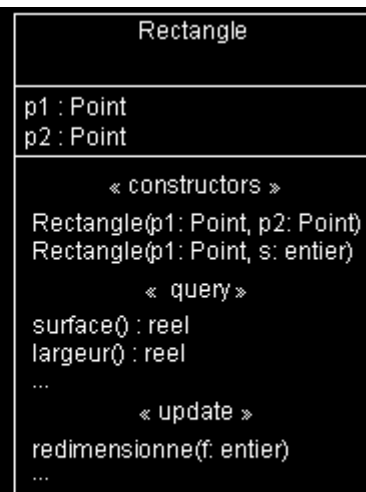 Rectangle
p1 : Point
p2 : Point
« constructors »
Rectangle(p1: Point, p2: Point)
Rectangle(p1: Point, s: entier)
« query »
surface() : reel
largeur() : reel
...
« update »
redimensionne(f: entier)
...